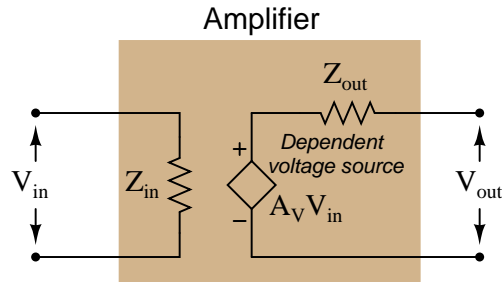 Amplifier
Zout
Dependent
voltage source
+
Vin
Zin
AVVin
−
Vout